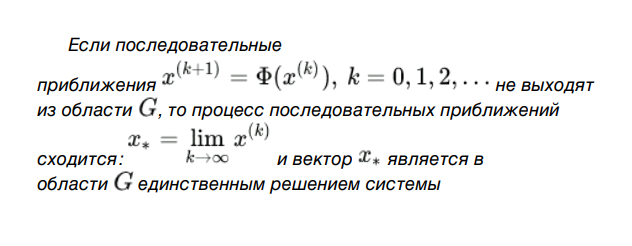 Если последовательные
приближения x^{(k+1)} = Φ(x^{(k)}), k = 0, 1, 2, . . . не выходят
из области G, то процесс последовательных приближений
сходится: x_* = lim_{k→∞} x^{(k)} и вектор x_* является в
области G единственным решением системы